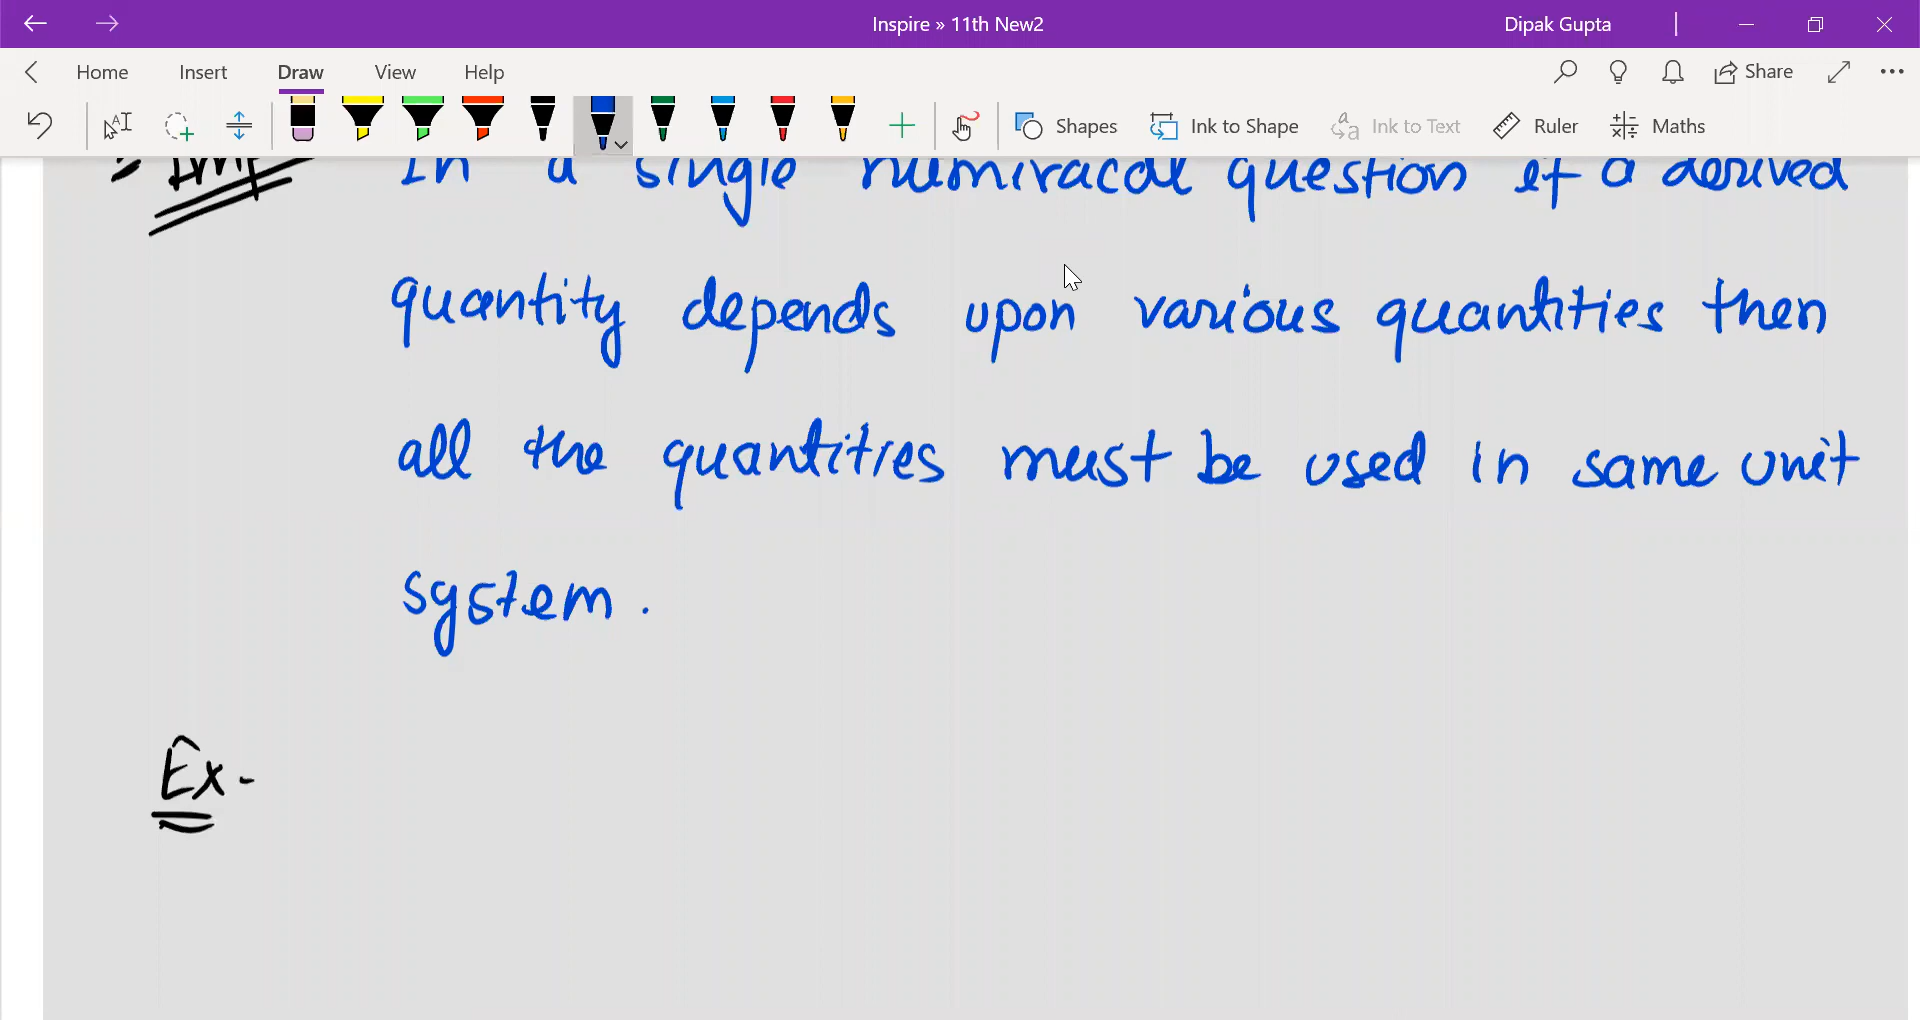 Inspire » 11th New2
Dipak Gupta
Home Insert Draw View Help
Share
Shapes Ink to Shape Ink to Text Ruler Maths
Imp In a single numiracal question if a derived
quantity depends upon various quantities then
all the quantities must be used in same unit
system.
Ex-